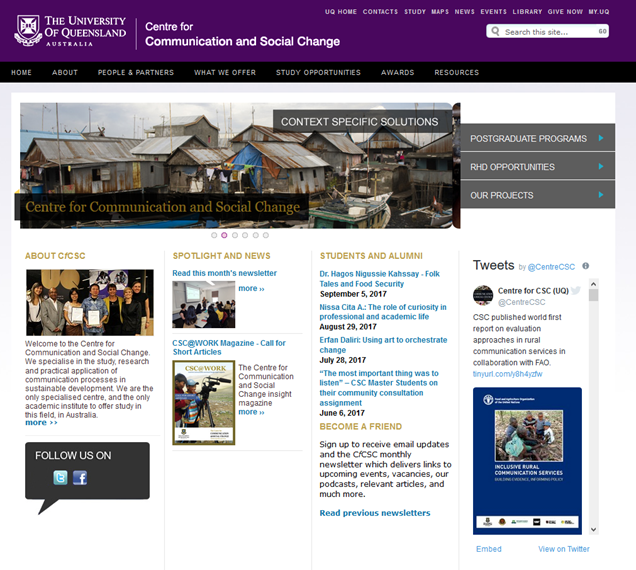 THE UNIVERSITY
OF QUEENSLAND
AUSTRALIA
Centre for
Communication and Social Change
UQ HOME CONTACTS STUDY MAPS NEWS EVENTS LIBRARY GIVE NOW MY.UQ
Search this site... GO
HOME ABOUT PEOPLE & PARTNERS WHAT WE OFFER STUDY OPPORTUNITIES AWARDS RESOURCES
CONTEXT SPECIFIC SOLUTIONS
Centre for Communication and Social Change
POSTGRADUATE PROGRAMS
RHD OPPORTUNITIES
OUR PROJECTS
ABOUT CfCSC
Welcome to the Centre for
Communication and Social Change.
We specialise in the study, research
and practical application of
communication processes in
sustainable development. We are the
only specialised centre, and the only
academic institute to offer study in
this field, in Australia.
more >>
FOLLOW US ON
SPOTLIGHT AND NEWS
Read this month's newsletter
more ››
CSC@WORK Magazine - Call for
Short Articles
CSC@WORK
The Centre for
Communication
and Social
Change insight
magazine
more ››
STUDENTS AND ALUMNI
Dr. Hagos Nigussie Kahssay - Folk
Tales and Food Security
September 5, 2017
Nissa Cita A.: The role of curiosity in
professional and academic life
August 29, 2017
Erfan Daliri: Using art to orchestrate
change
July 28, 2017
“The most important thing was to
listen” – CSC Master Students on
their community consultation
assignment
June 6, 2017
BECOME A FRIEND
Sign up to receive email updates
and the CfCSC monthly
newsletter which delivers links to
upcoming events, vacancies, our
podcasts, relevant articles, and
much more.
Read previous newsletters
Tweets by @CentreCSC
Centre for CSC (UQ)
@CentreCSC
CSC published world first
report on evaluation
approaches in rural
communication services in
collaboration with FAO.
tinyurl.com/y8h4yzfw
INCLUSIVE RURAL
COMMUNICATION SERVICES
BUILDING EVIDENCE, INFORMING POLICY
Embed View on Twitter